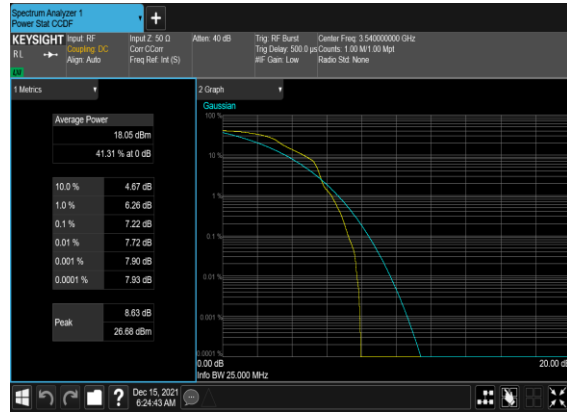 Spectrum Analyzer 1
Power Stat CCDF
+
KEYSIGHT
Input: RF
Input Z: 50 Ω
Atten: 40 dB
Trig: RF Burst
Center Freq: 3.540000000 GHz
R L
Coupling: DC
Corr CCorr
Trig Delay: 500.0 µs
Counts: 1.00 M/1.00 Mpt
Align: Auto
Freq Ref: Int (S)
#IF Gain: Low
Radio Std: None
1 Metrics
2 Graph
Gaussian
Average Power
18.05 dBm
41.31 % at 0 dB
10.0 % 4.67 dB
1.0 % 6.26 dB
0.1 % 7.22 dB
0.01 % 7.72 dB
0.001 % 7.90 dB
0.0001 % 7.93 dB
Peak
8.63 dB
26.68 dBm
100 %
10 %
1 %
0.1 %
0.01 %
0.001 %
0.0001 %
0.00 dB
20.00 dB
Info BW 25.000 MHz
?
Dec 15, 2021
6:24:43 AM